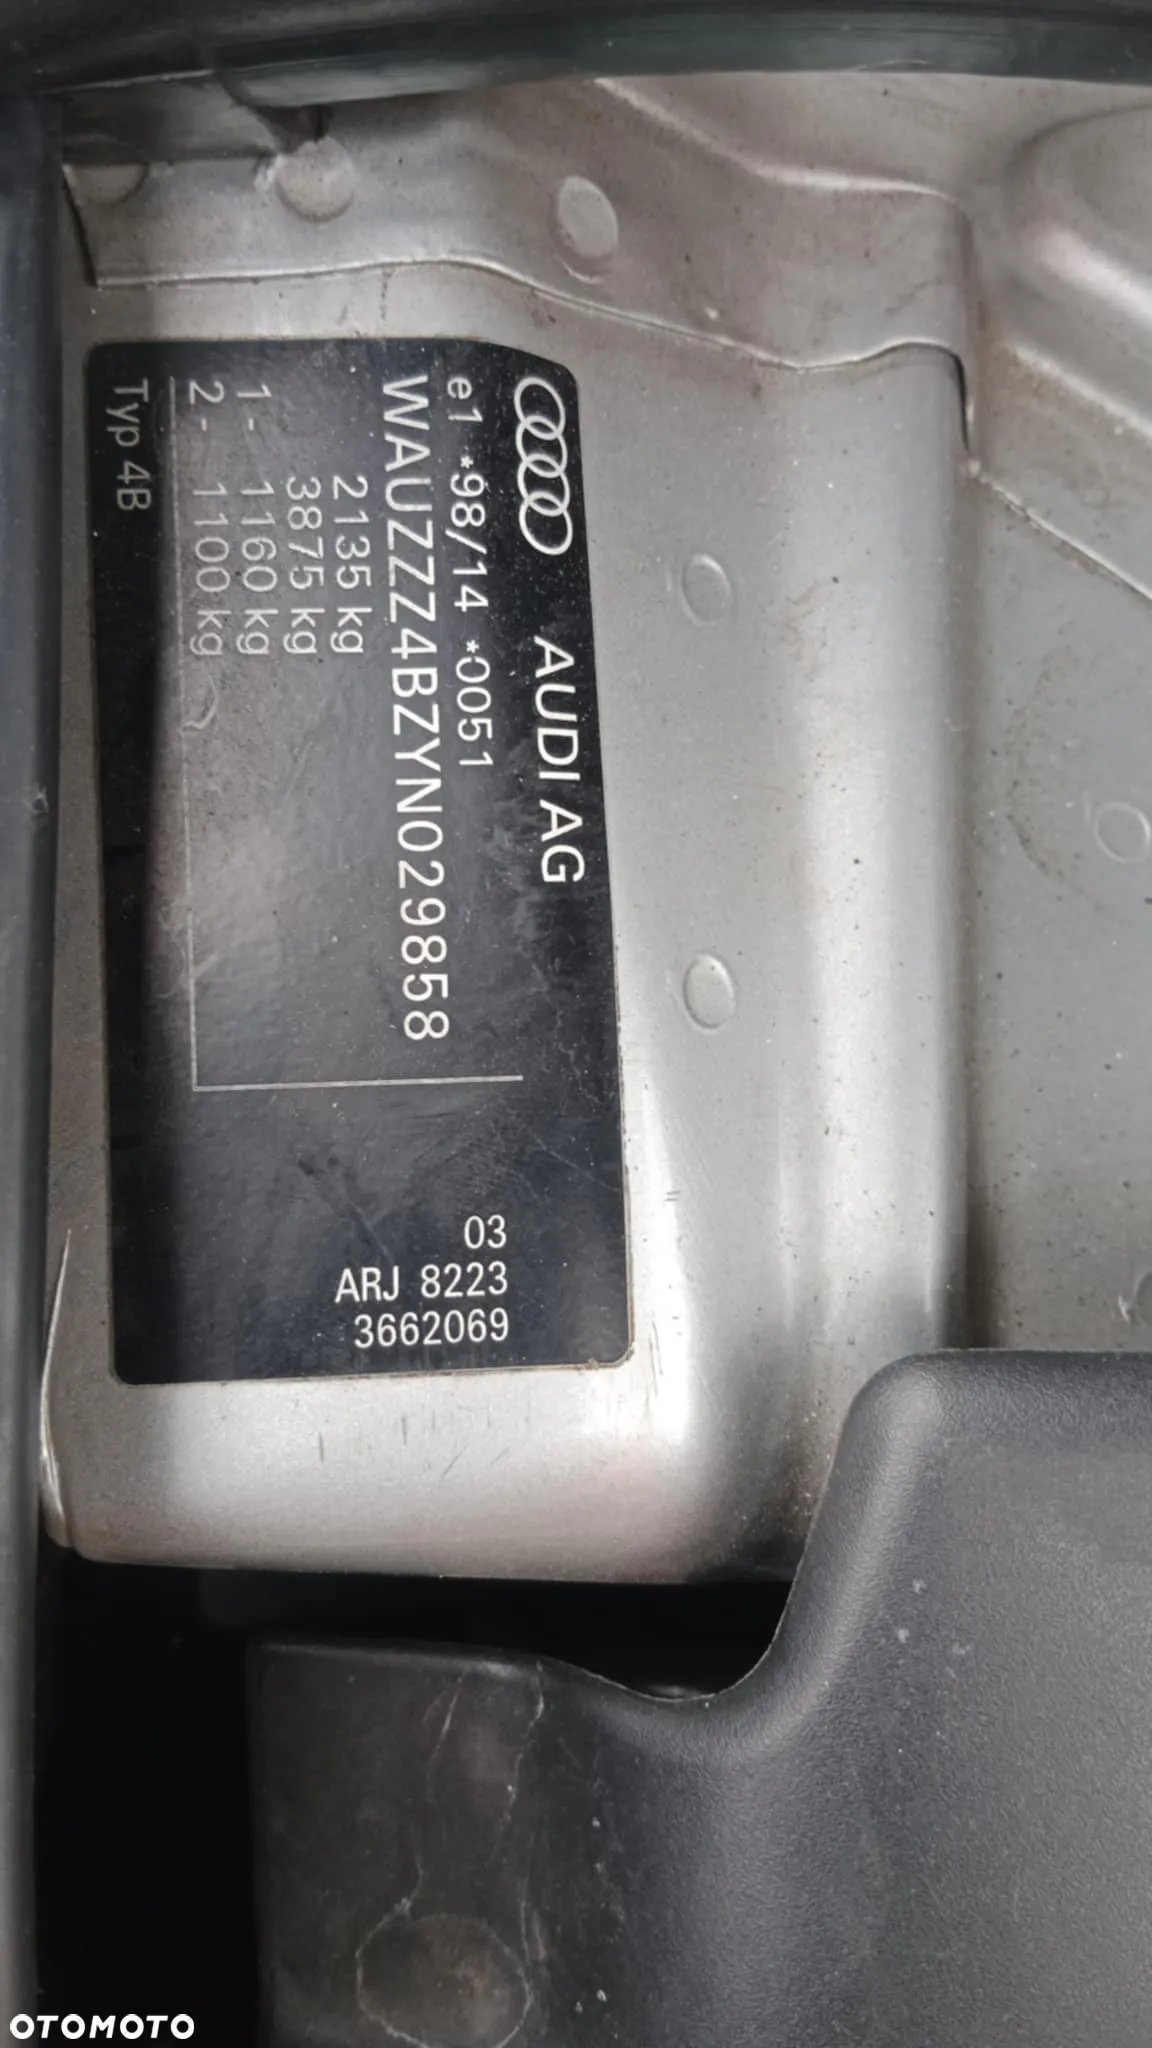 AUDI AG
e1 *98/14 *0051
WAUZZZ4BZYN029858
2135 kg
3875 kg
1- 1160 kg
2- 1100 kg
Typ 4B
03
ARJ 8223
3662069
OTOMOTO